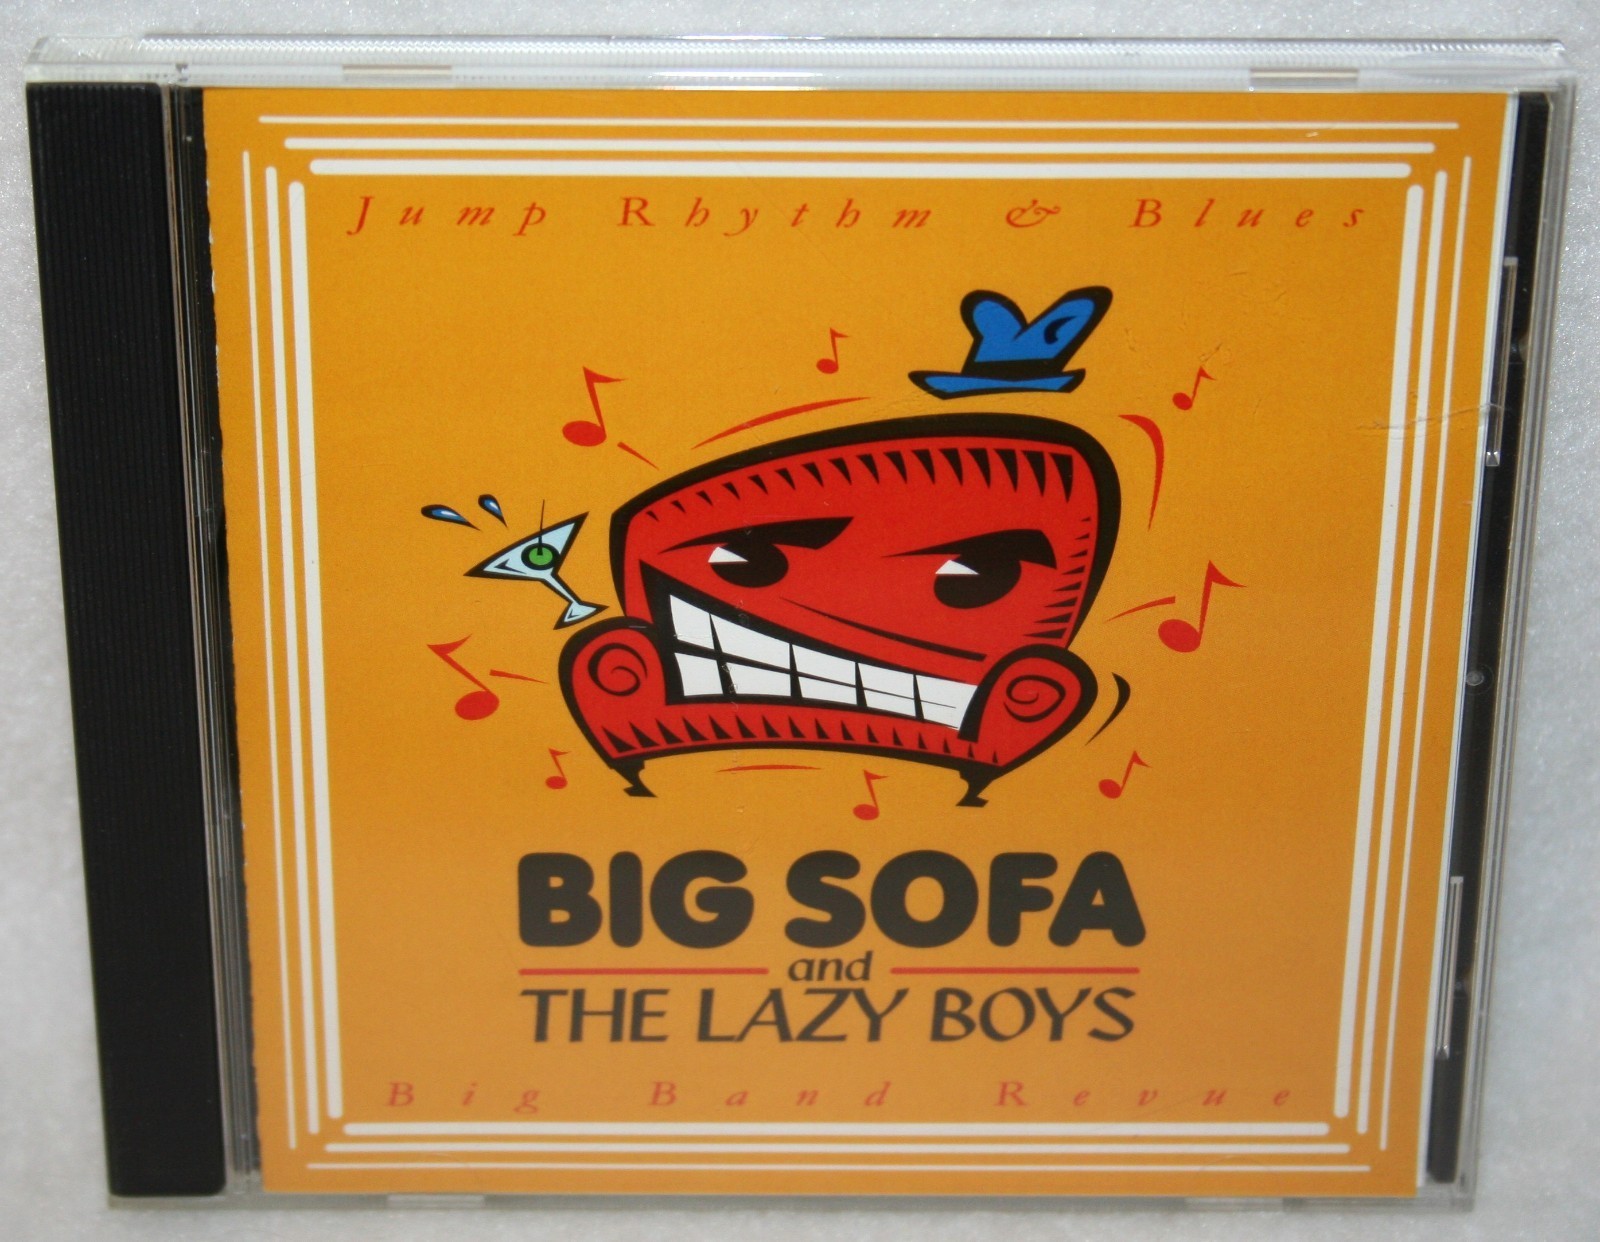 Jump Rhythm & Blues
BIG SOFA
and
THE LAZY BOYS
Big Band Revue